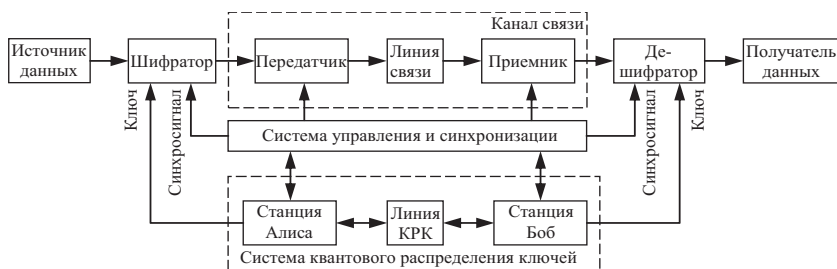 Канал связи
Источник
данных
Шифратор
Передатчик
Линия
связи
Приемник
Де-
шифратор
Получатель
данных
Ключ
Синхросигнал
Система управления и синхронизации
Синхросигнал
Ключ
Станция
Алиса
Линия
КРК
Станция
Боб
Система квантового распределения ключей